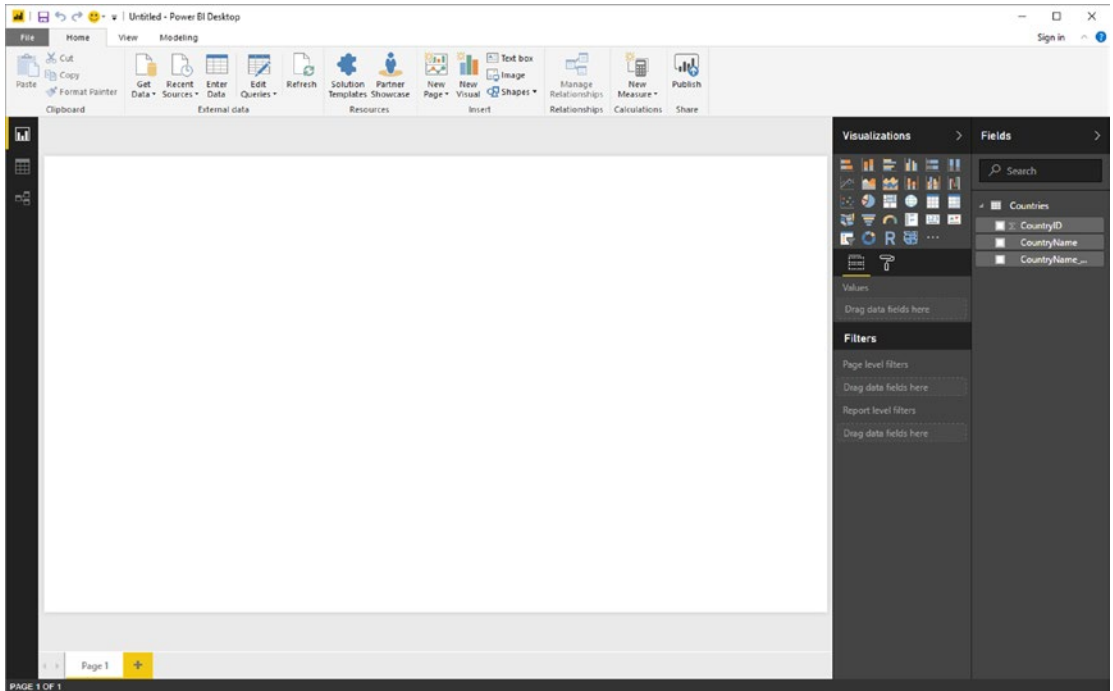 Untitled - Power BI Desktop
File Home View Modeling Sign in
Paste
Cut
Copy
Format Painter
Clipboard
Get Data
Recent Sources
Enter Data
Edit Queries
Refresh
External data
Solution Templates
Partner Showcase
Resources
New Page
New Visual
Text box
Image
Shapes
Insert
Manage Relationships
Relationships
New Measure
Calculations
Publish
Share
Visualizations
R
Values
Drag data fields here
Filters
Page level filters
Drag data fields here
Report level filters
Drag data fields here
Fields
Search
Countries
Σ CountryID
CountryName
CountryName_...
Page 1
PAGE 1 OF 1